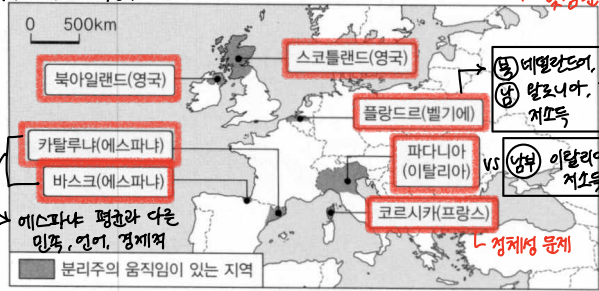 0 500km
스코틀랜드(영국)
북아일랜드(영국)
북 네덜란드어,
남 왈로니아,
저소득
플랑드르(벨기에)
카탈루냐(에스파냐)
파다니아
(이탈리아)
vs 남부 이탈리아
저소득
바스크(에스파냐)
코르시카(프랑스)
정체성 문제
에스파냐 평균과 다른
민족, 언어, 경제적
분리주의 움직임이 있는 지역